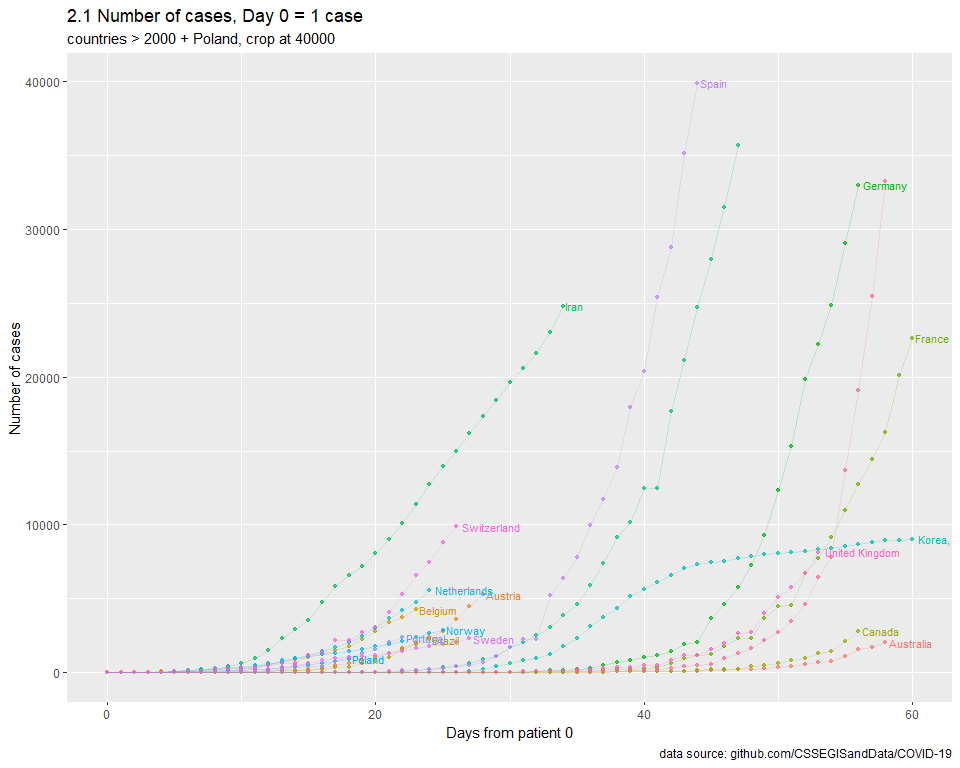 2.1 Number of cases, Day 0 = 1 case
countries > 2000 + Poland, crop at 40000
40000
Spain
Germany
30000
Iran
France
20000
Number of cases
10000
Switzerland
Korea,
United Kingdom
Netherlands
Austria
Belgium
Norway
Portugal
Brazil
Sweden
Canada
Australia
Poland
0
0 20 40 60
Days from patient 0
data source: github.com/CSSEGISandData/COVID-19